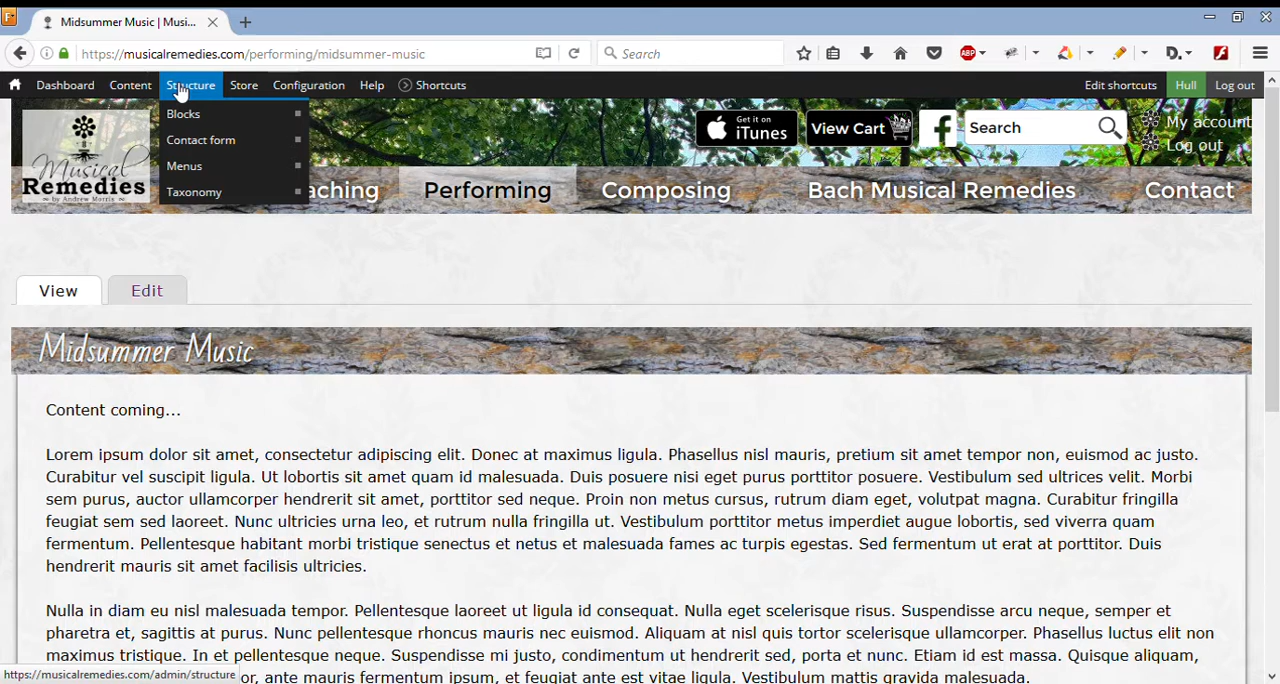 Midsummer Music | Musi...
https://musicalremedies.com/performing/midsummer-music
Search
ABP
D.
Dashboard Content Structure Store Configuration Help Shortcuts Edit shortcuts Hull Log out
Blocks
Contact form
Menus
Taxonomy
Musical
Remedies
by Andrew Morris
Get it on
iTunes
View Cart
Search
My account
Log out
aching Performing Composing Bach Musical Remedies Contact
View Edit
Midsummer Music
Content coming...
Lorem ipsum dolor sit amet, consectetur adipiscing elit. Donec at maximus ligula. Phasellus nisl mauris, pretium sit amet tempor non, euismod ac justo.
Curabitur vel suscipit ligula. Ut lobortis sit amet quam id malesuada. Duis posuere nisi eget purus porttitor posuere. Vestibulum sed ultrices velit. Morbi
sem purus, auctor ullamcorper hendrerit sit amet, porttitor sed neque. Proin non metus cursus, rutrum diam eget, volutpat magna. Curabitur fringilla
feugiat sem sed laoreet. Nunc ultricies urna leo, et rutrum nulla fringilla ut. Vestibulum porttitor metus imperdiet augue lobortis, sed viverra quam
fermentum. Pellentesque habitant morbi tristique senectus et netus et malesuada fames ac turpis egestas. Sed fermentum ut erat at porttitor. Duis
hendrerit mauris sit amet facilisis ultricies.
Nulla in diam eu nisl malesuada tempor. Pellentesque laoreet ut ligula id consequat. Nulla eget scelerisque risus. Suspendisse arcu neque, semper et
pharetra et, sagittis at purus. Nunc pellentesque rhoncus mauris nec euismod. Aliquam at nisl quis tortor scelerisque ullamcorper. Phasellus luctus elit non
maximus tristique. In et pellentesque neque. Suspendisse mi justo, condimentum ut hendrerit sed, porta et nunc. Etiam id est massa. Quisque aliquam,
https://musicalremedies.com/admin/structure
or, ante mauris fermentum ipsum, et feugiat ante est vitae ligula. Vestibulum mattis gravida malesuada.